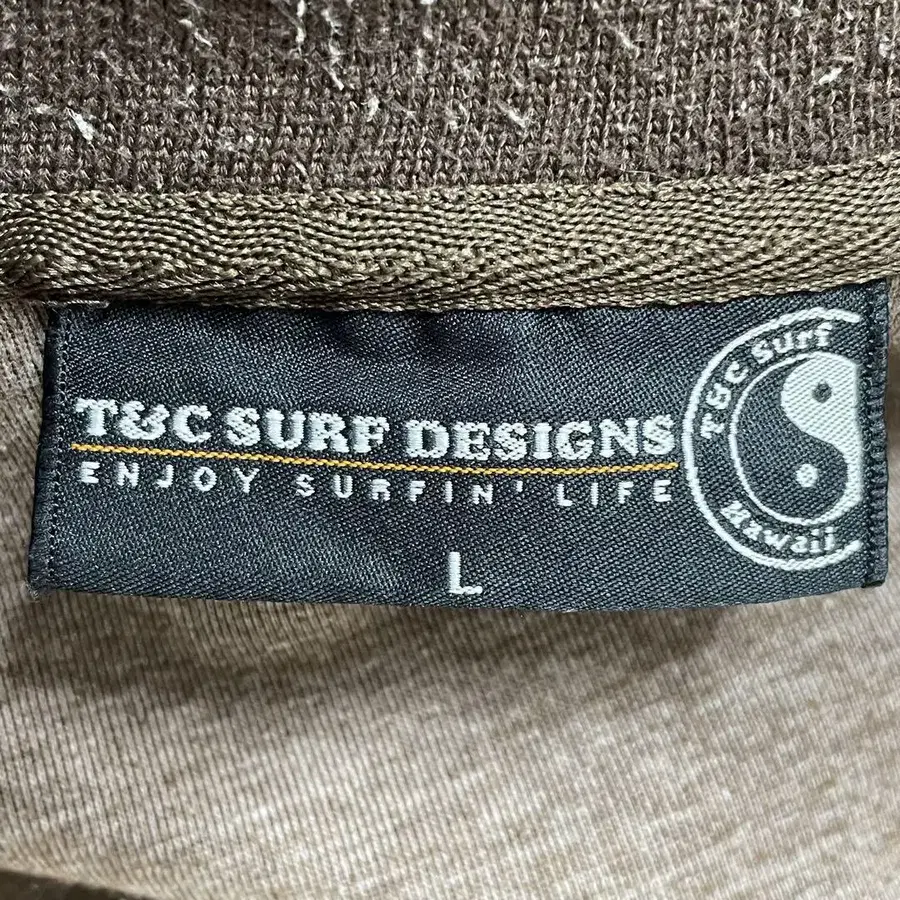 T&C SURF DESIGNS
ENJOY SURFIN' LIFE
L
T&C Surf
Hawaii